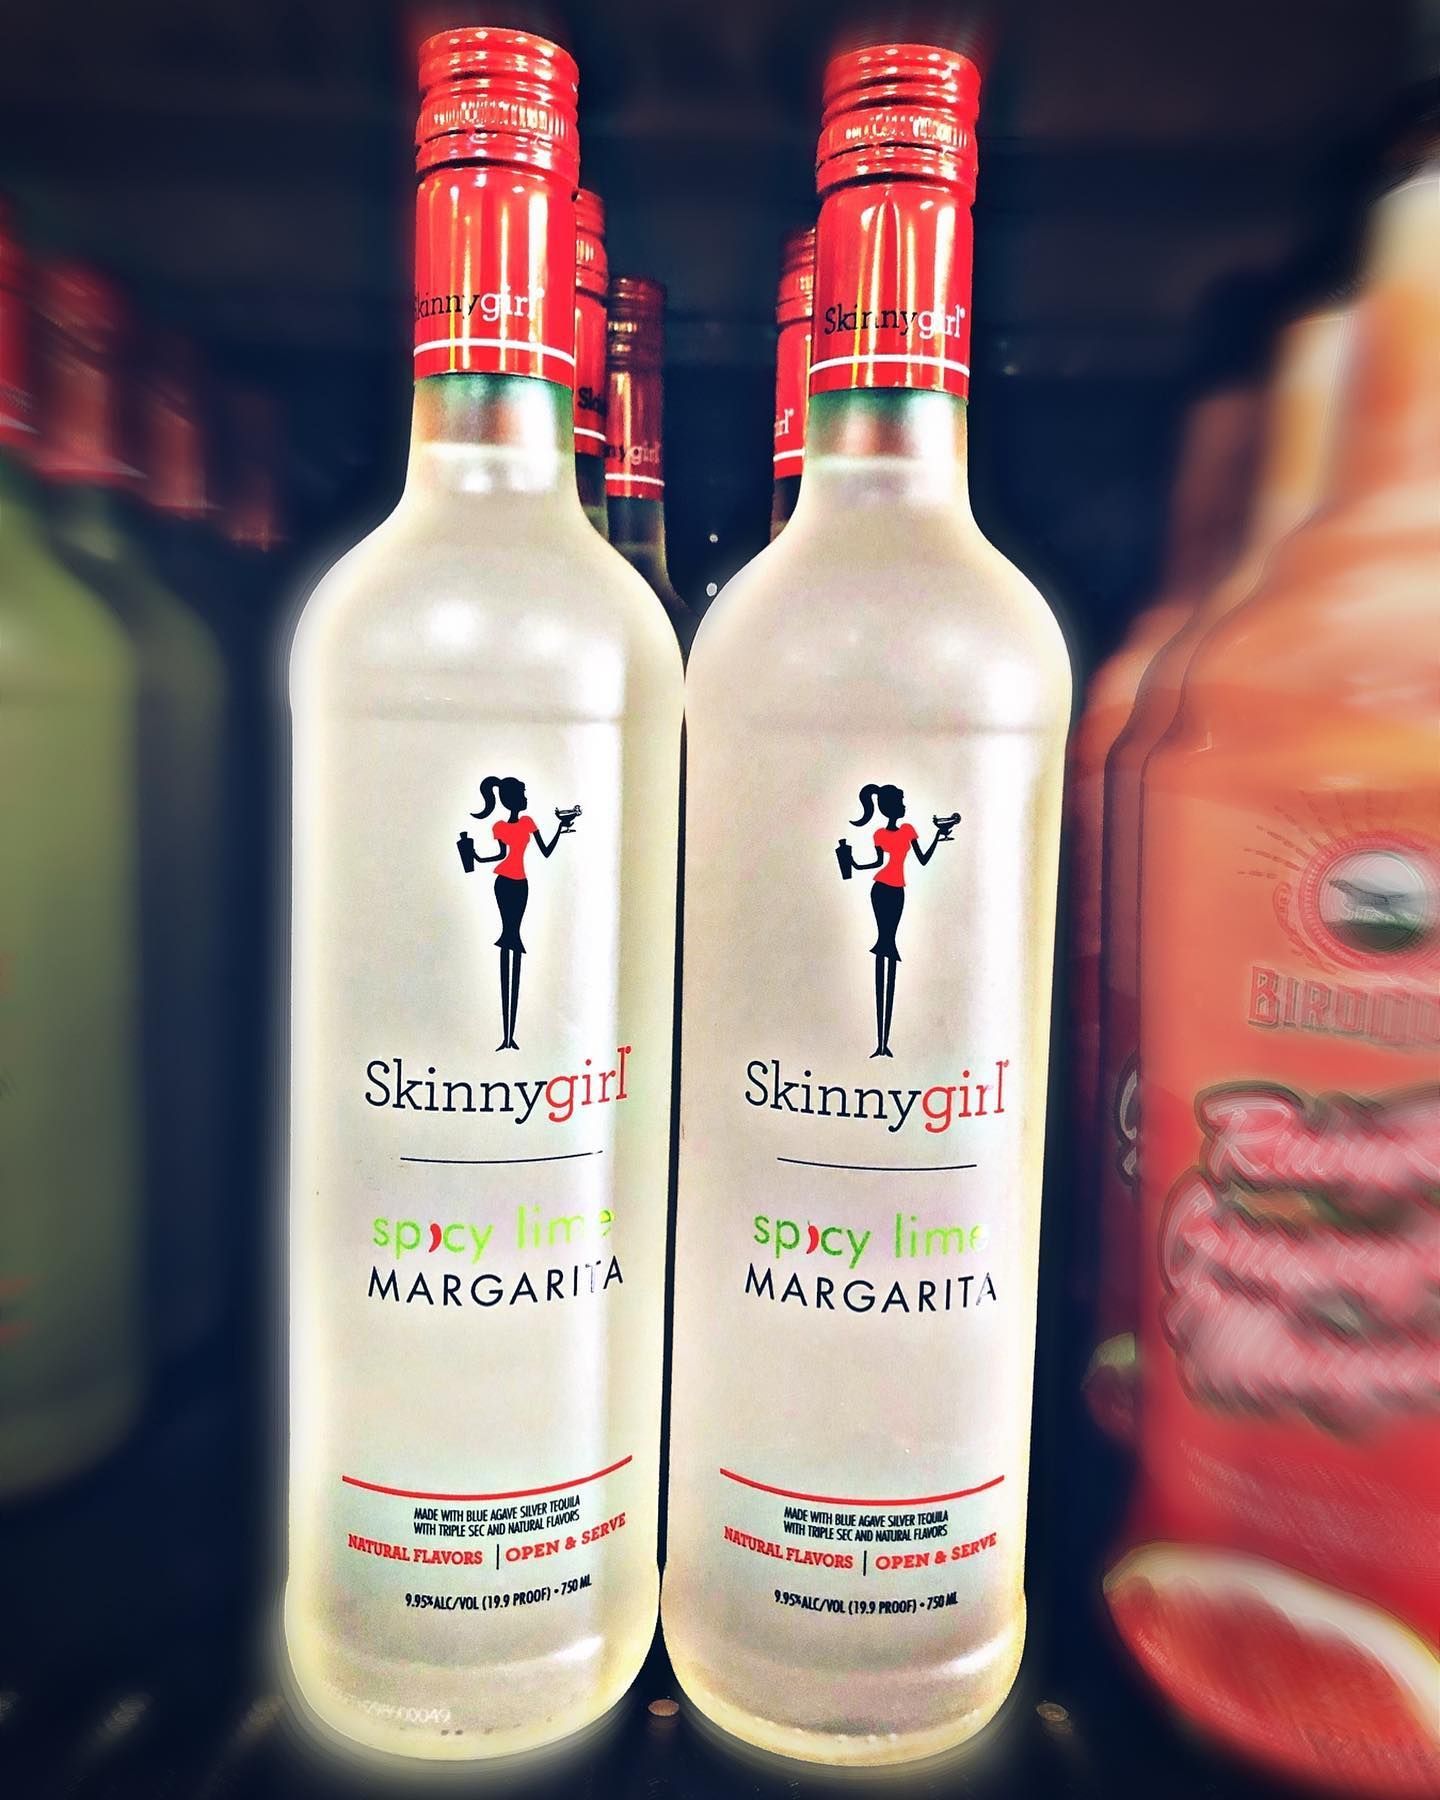 kinnygirl
Skinnygirl
nygirl
Skinnygirl
spicy lime
MARGARITA
MADE WITH BLUE AGAVE SILVER TEQUILA
WITH TRIPLE SEC AND NATURAL FLAVORS
NATURAL FLAVORS | OPEN & SERVE
9.95% ALC/VOL (19.9 PROOF) • 750 ML
Skinnygirl
spicy lime
MARGARITA
MADE WITH BLUE AGAVE SILVER TEQUILA
WITH TRIPLE SEC AND NATURAL FLAVORS
NATURAL FLAVORS | OPEN & SERVE
9.95% ALC/VOL (19.9 PROOF) • 750 ML